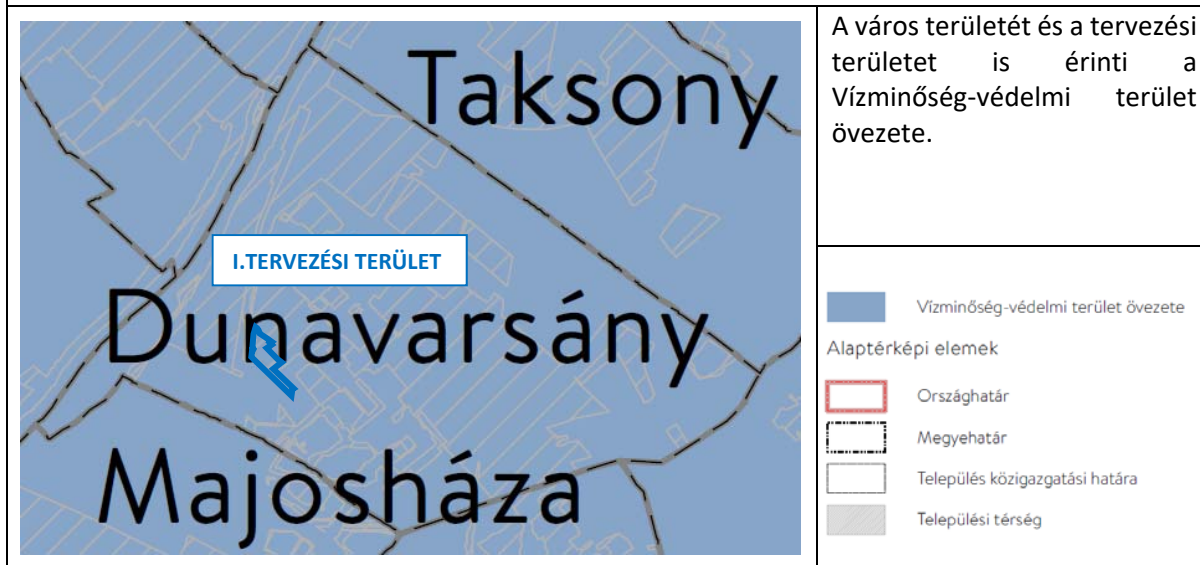 Taksony
I.TERVEZÉSI TERÜLET
Dunavarsány
Majosháza
A város területét és a tervezési
területet is érinti a
Vízminőség-védelmi terület
övezete.
Vízminőség-védelmi terület övezete
Alaptérképi elemek
Országhatár
Megyehatár
Település közigazgatási határa
Települési térség